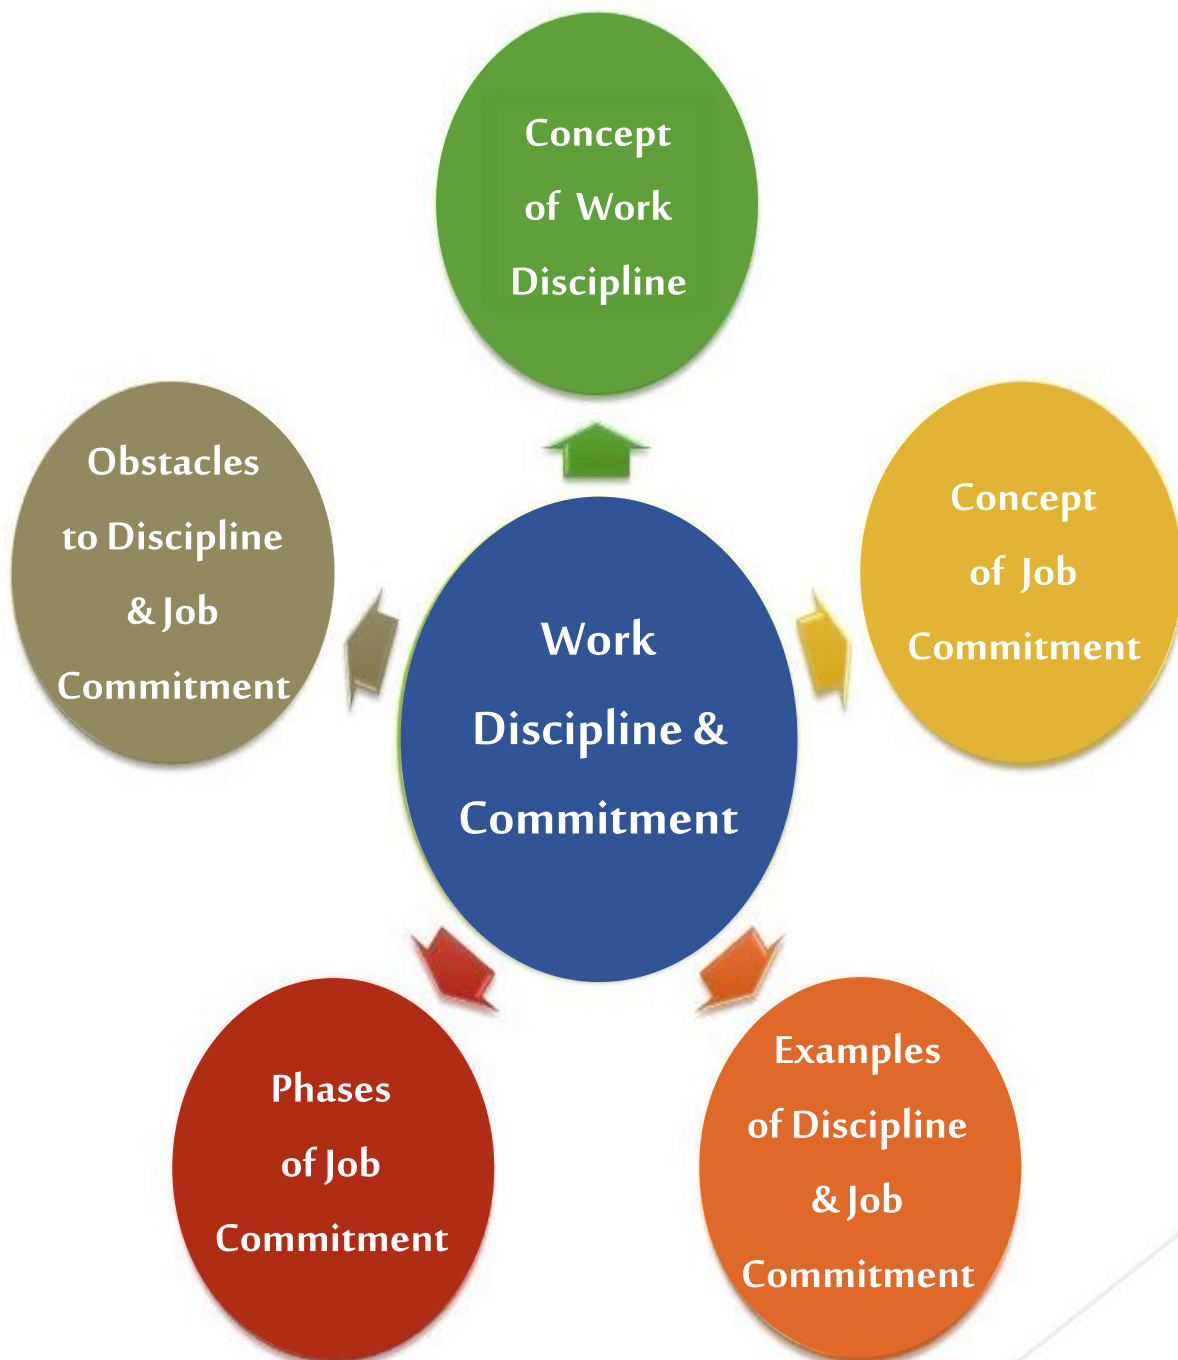 Concept
of Work
Discipline
Concept
of Job
Commitment
Examples
of Discipline
& Job
Commitment
Phases
of Job
Commitment
Obstacles
to Discipline
& Job
Commitment
Work
Discipline &
Commitment